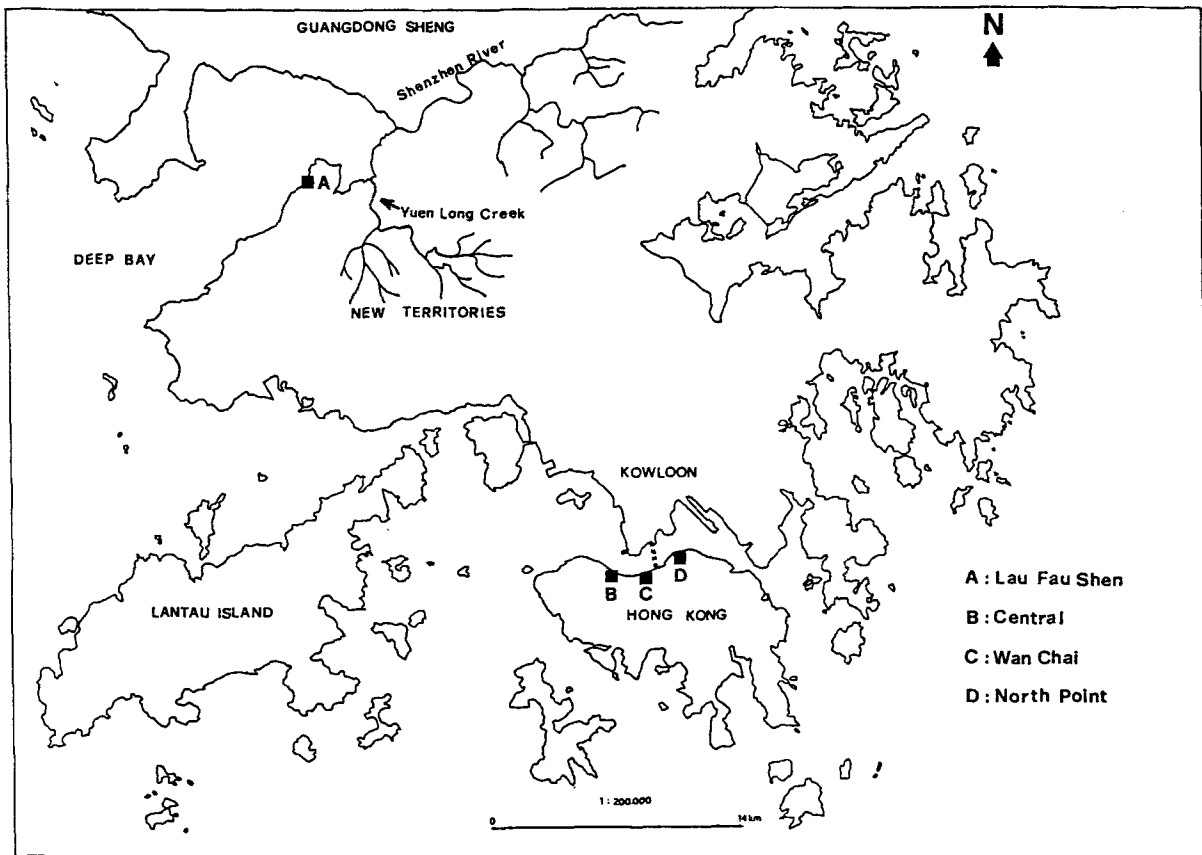 GUANGDONG SHENG
N
Shenzhen River
A
Yuen Long Creek
DEEP BAY
NEW TERRITORIES
KOWLOON
D
B C
LANTAU ISLAND
HONG KONG
A : Lau Fau Shen
B : Central
C : Wan Chai
D : North Point
1 : 200.000
0 14 km